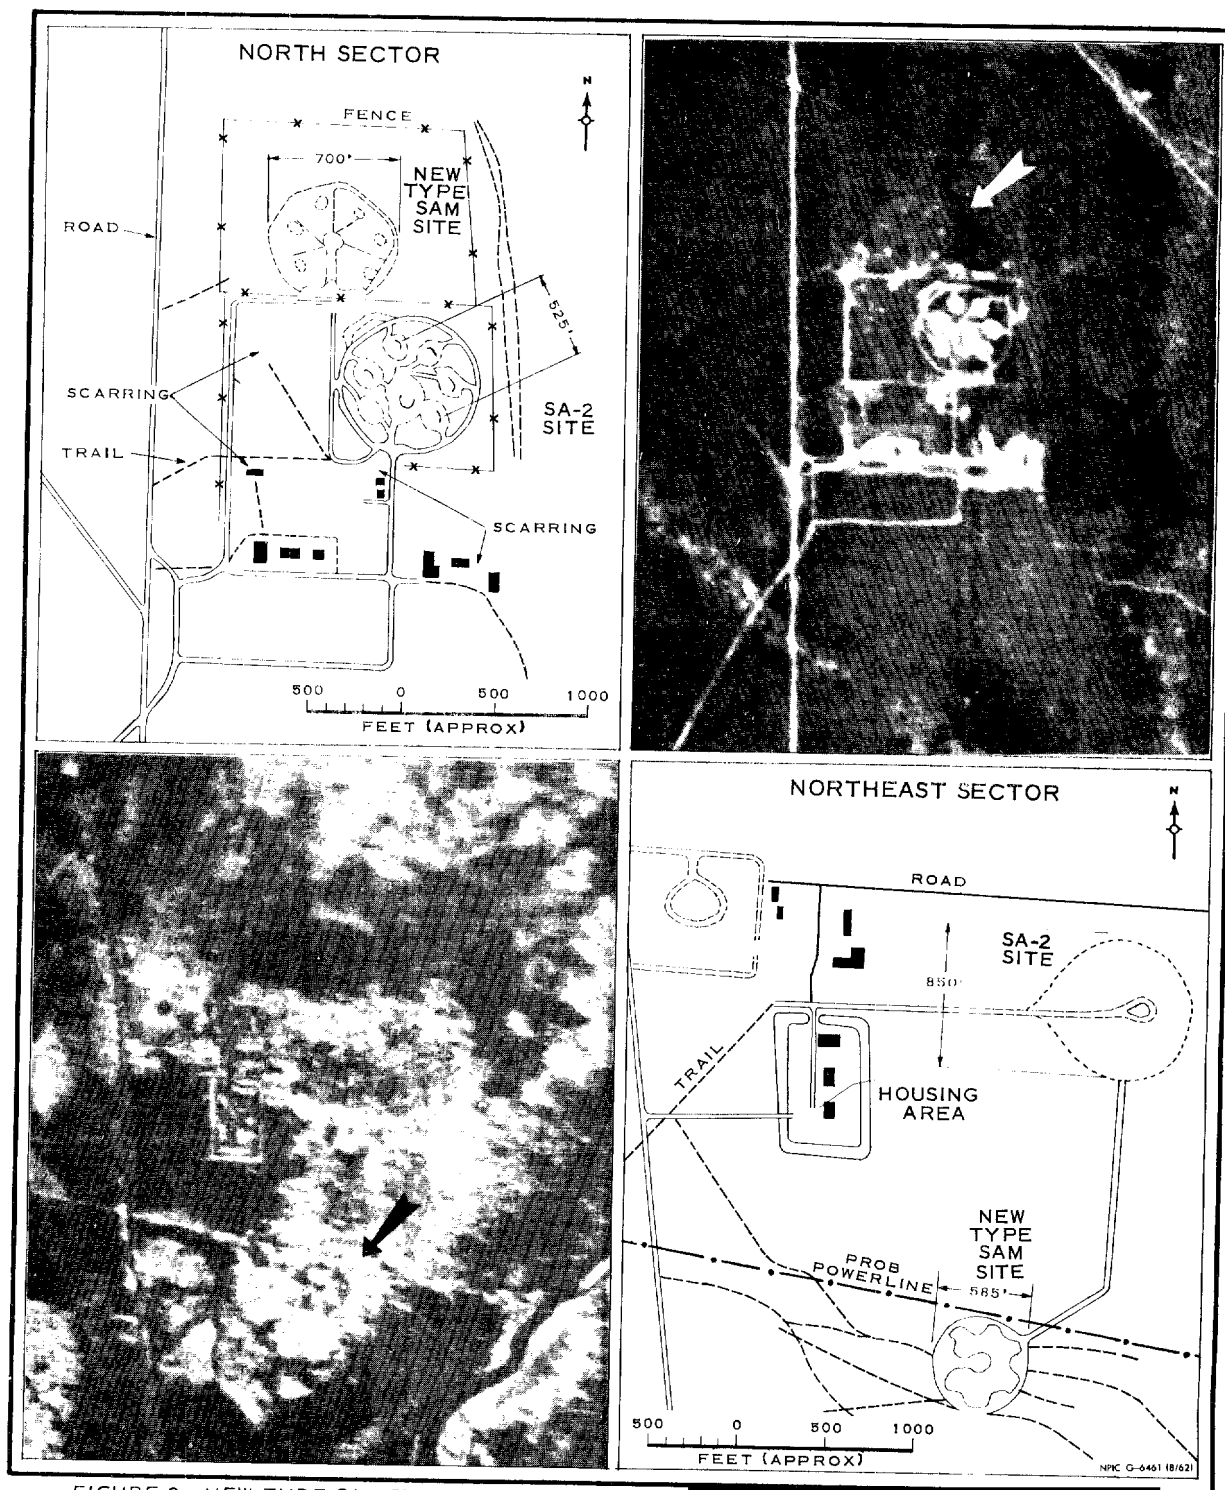 NORTH SECTOR
N
FENCE
700'
NEW
TYPE
SAM
SITE
ROAD
525'
SCARRING
SA-2
SITE
TRAIL
SCARRING
500 0 500 1000
FEET (APPROX)
NORTHEAST SECTOR
N
ROAD
SA-2
SITE
850'
TRAIL
HOUSING
AREA
NEW
TYPE
SAM
SITE
PROB
POWERLINE
585'
500 0 500 1000
FEET (APPROX)
NPIC G-6461 (8/62)